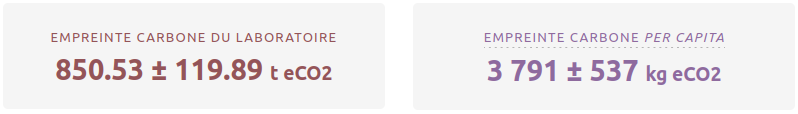 EMPREINTE CARBONE DU LABORATOIRE
850.53 ± 119.89 t eCO2
EMPREINTE CARBONE PER CAPITA
3 791 ± 537 kg eCO2